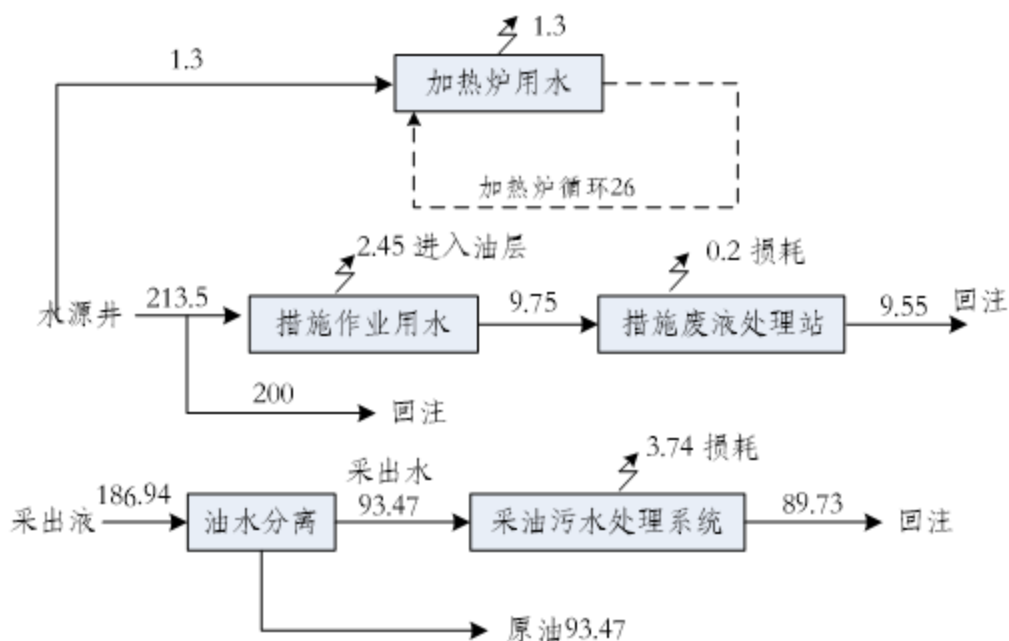 1.3
1.3
加热炉用水
加热炉循环26
2.45 进入油层
0.2 损耗
水源井
213.5
措施作业用水
9.75
措施废液处理站
9.55
回注
200
回注
采出液
186.94
油水分离
采出水
93.47
采油污水处理系统
3.74 损耗
89.73
回注
原油93.47